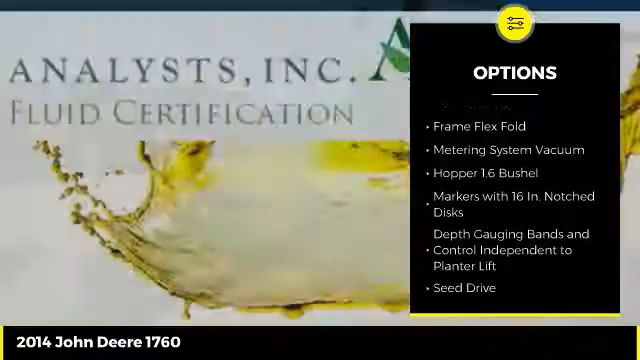 ANALYSTS, INC.
FLUID CERTIFICATION
OPTIONS
• Frame Flex Fold
• Metering System Vacuum
• Hopper 1.6 Bushel
• Markers with 16 In. Notched
Disks
• Depth Gauging Bands and
Control Independent to
Planter Lift
• Seed Drive
2014 John Deere 1760